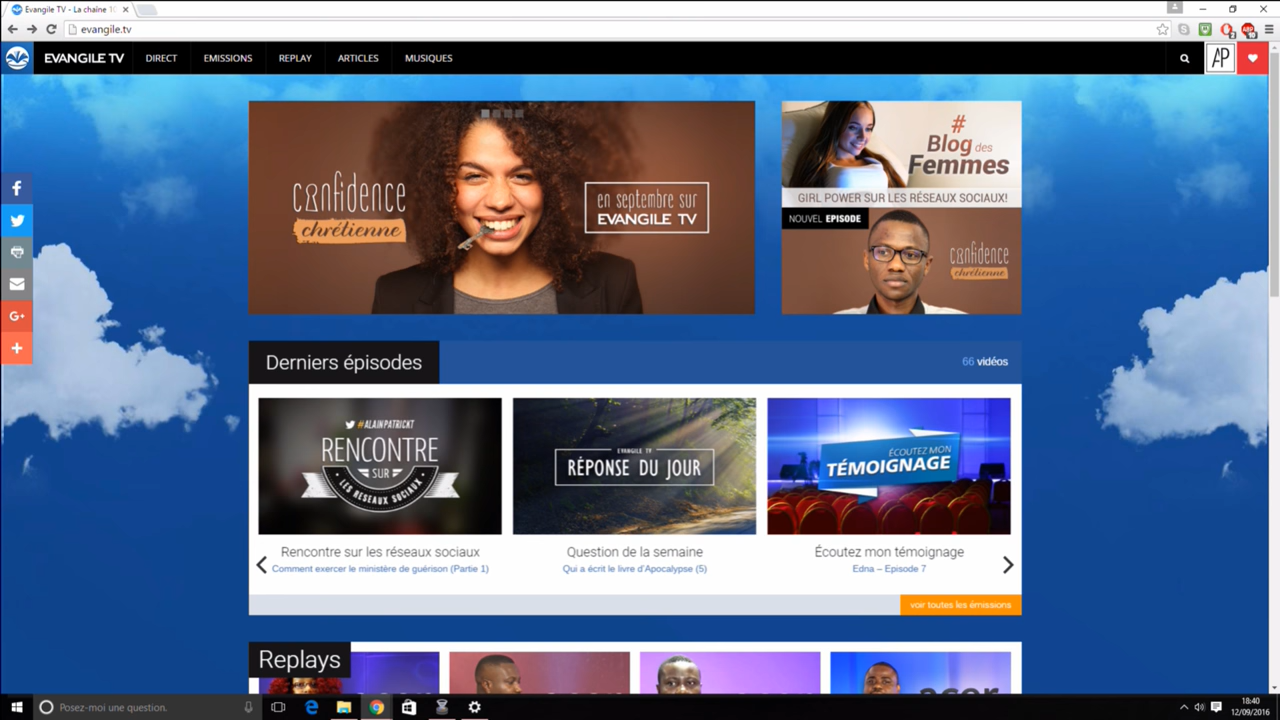 Evangile TV - La chaîne 10
evangile.tv
EVANGILE TV
DIRECT
EMISSIONS
REPLAY
ARTICLES
MUSIQUES
AP
confidence
chrétienne
en septembre sur
EVANGILE TV
#
Blog des
Femmes
GIRL POWER SUR LES RÉSEAUX SOCIAUX!
NOUVEL EPISODE
confidence
chrétienne
G+
Derniers épisodes
66 vidéos
#ALAINPATRICKT
RENCONTRE
SUR
LES RESEAUX SOCIAUX
EVANGILE TV
RÉPONSE DU JOUR
ÉCOUTEZ MON
TÉMOIGNAGE
Rencontre sur les réseaux sociaux
Comment exercer le ministère de guérison (Partie 1)
Question de la semaine
Qui a écrit le livre d'Apocalypse (5)
Écoutez mon témoignage
Edna – Episode 7
voir toutes les émissions
Replays
Posez-moi une question.
18:40
12/09/2016